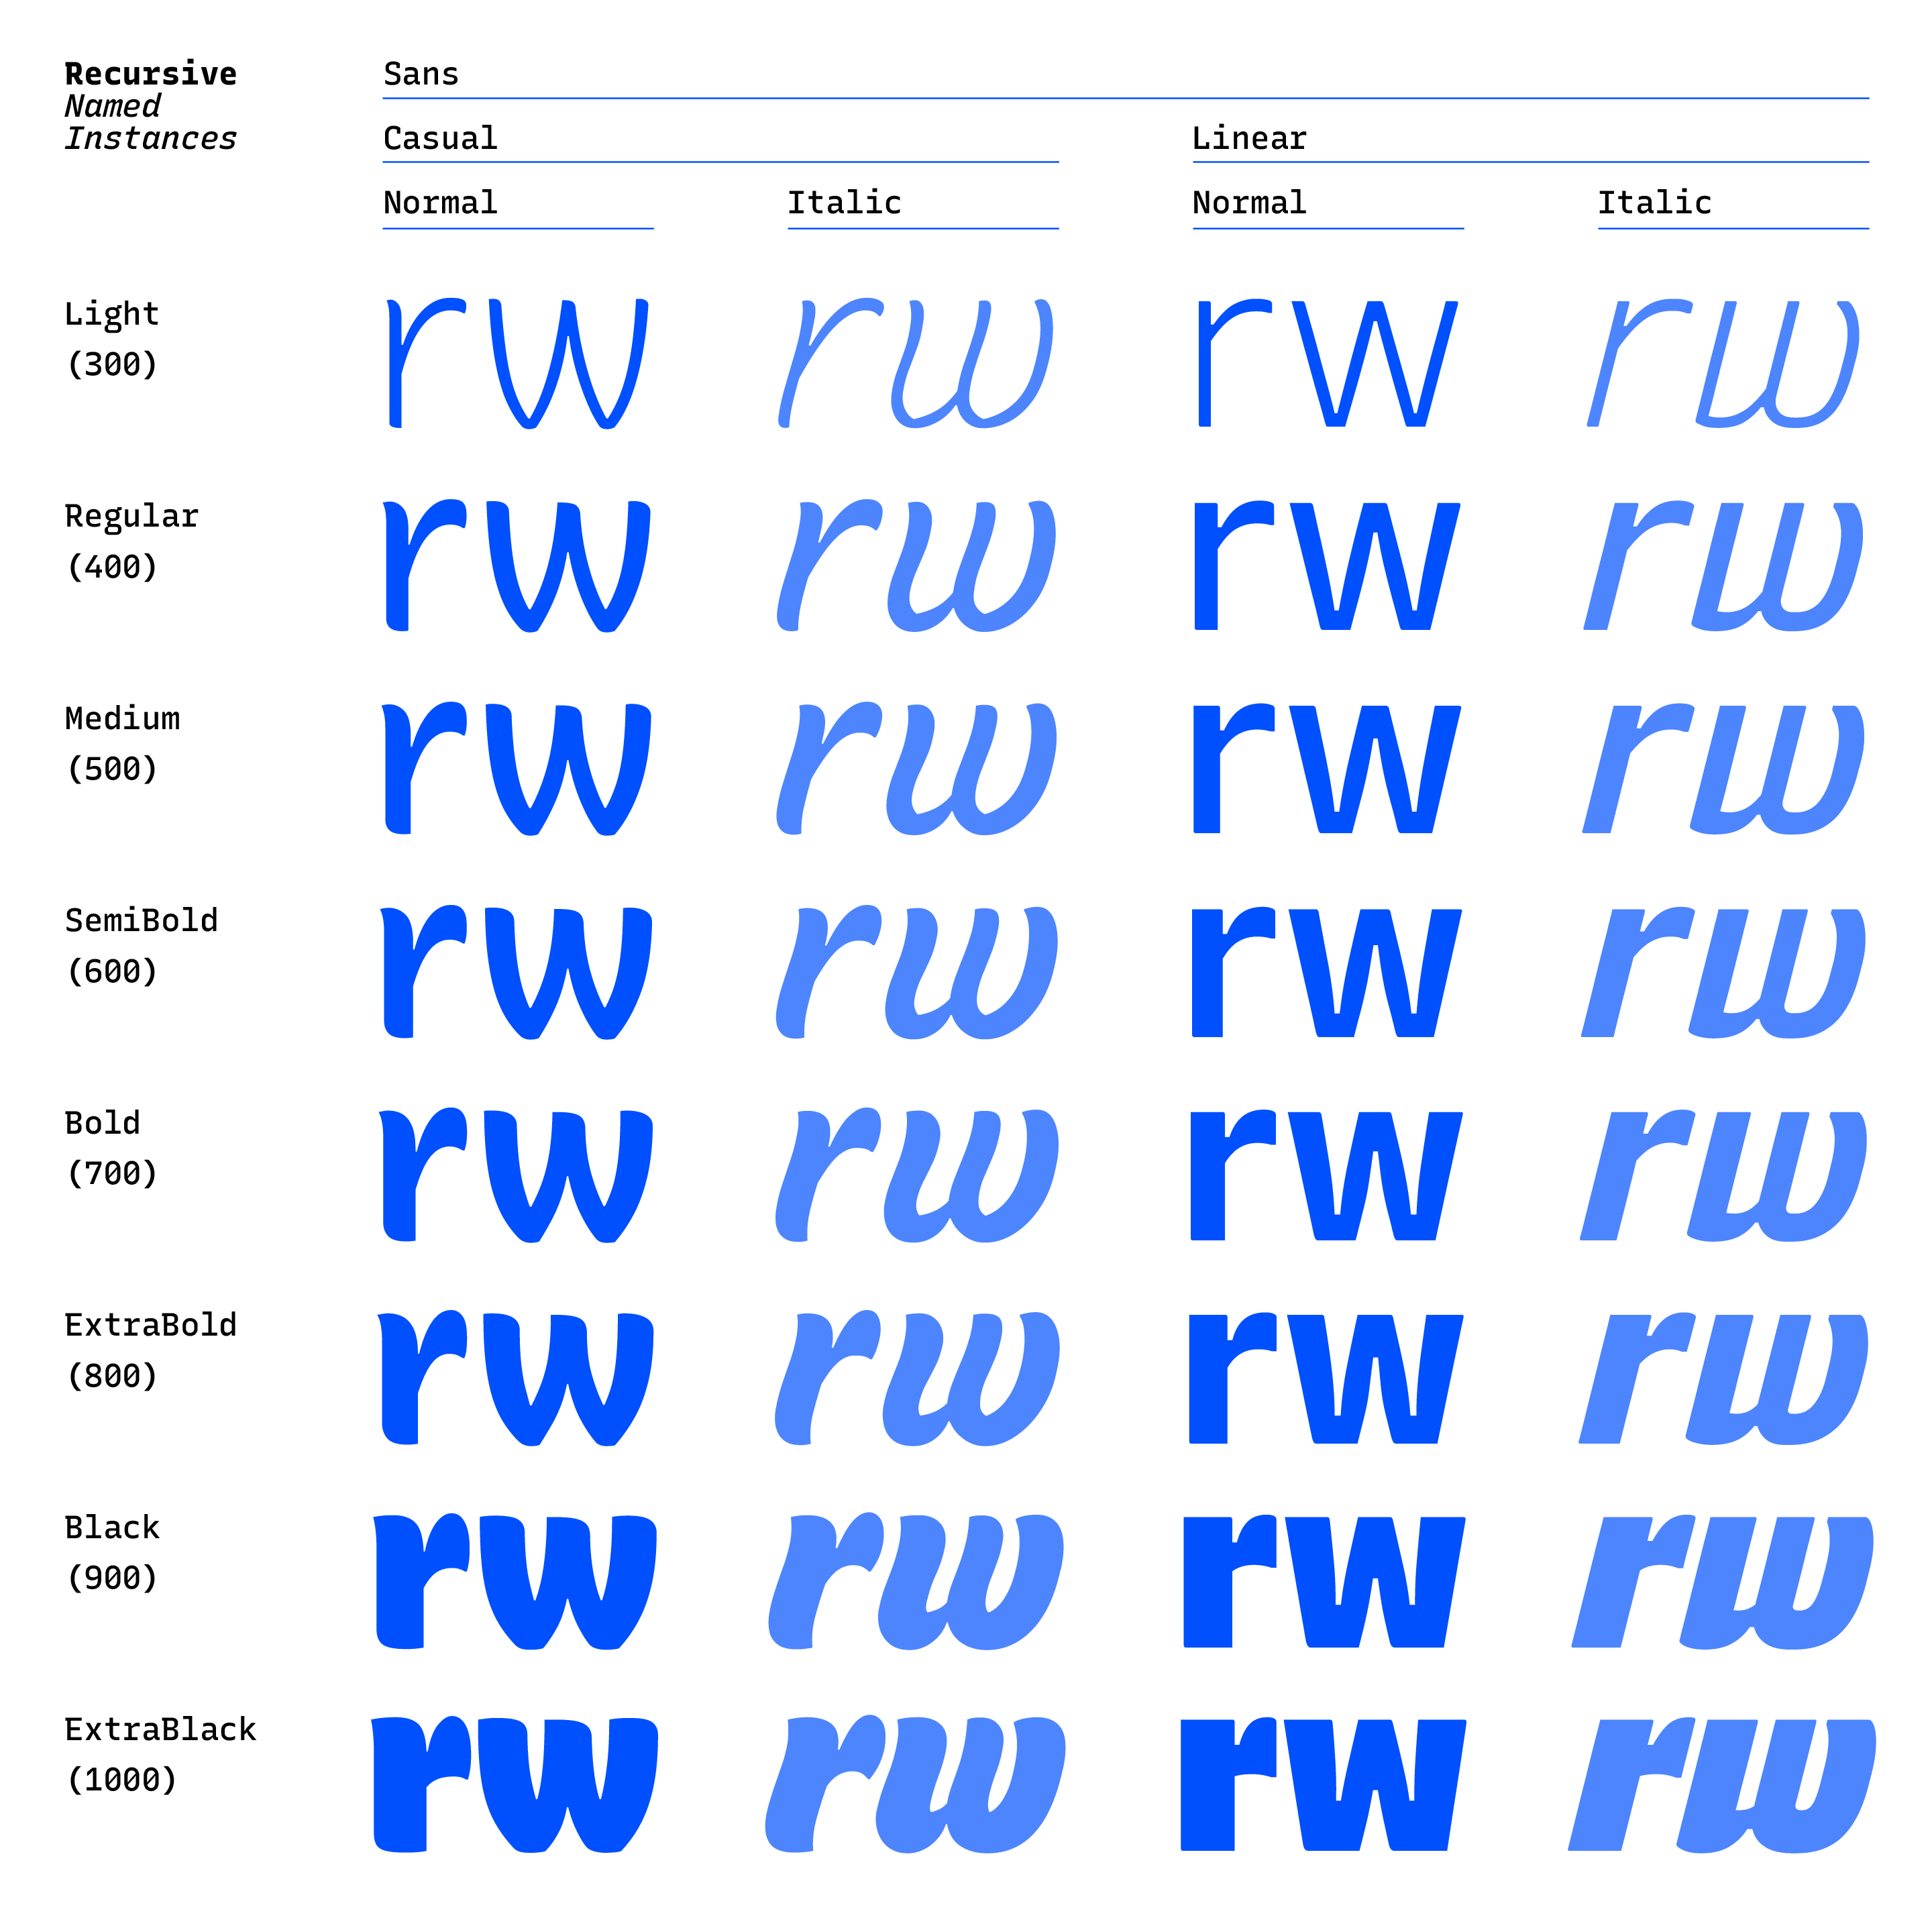 Recursive
Named
Instances
Sans
Casual Linear
Normal Italic Normal Italic
Light
(300)
rw rw rw rw
Regular
(400)
rw rw rw rw
Medium
(500)
rw rw rw rw
SemiBold
(600)
rw rw rw rw
Bold
(700)
rw rw rw rw
ExtraBold
(800)
rw rw rw rw
Black
(900)
rw rw rw rw
ExtraBlack
(1000)
rw rw rw rw